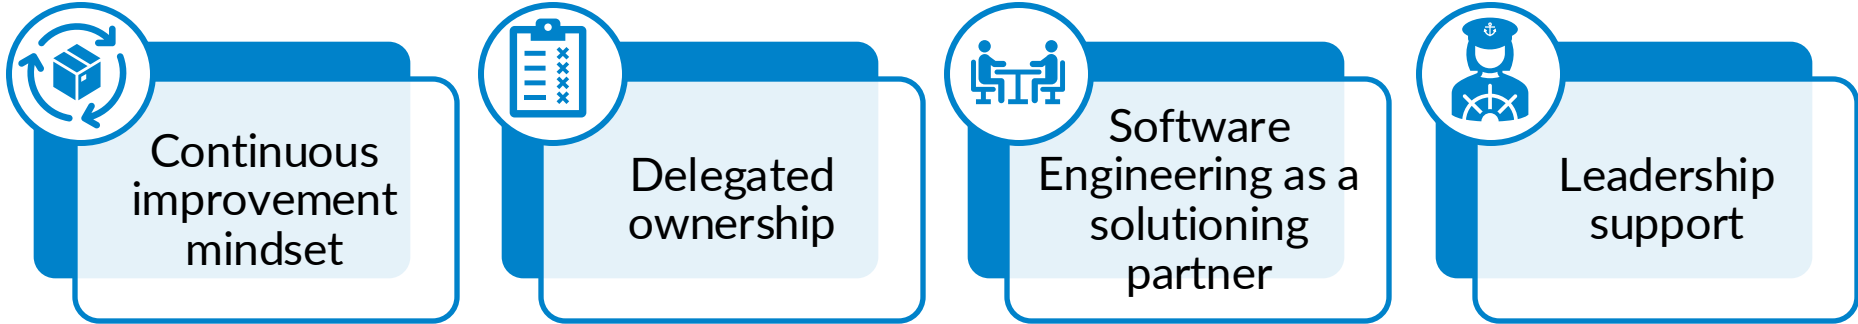 Continuous
improvement
mindset
Delegated
ownership
Software
Engineering as a
solutioning
partner
Leadership
support